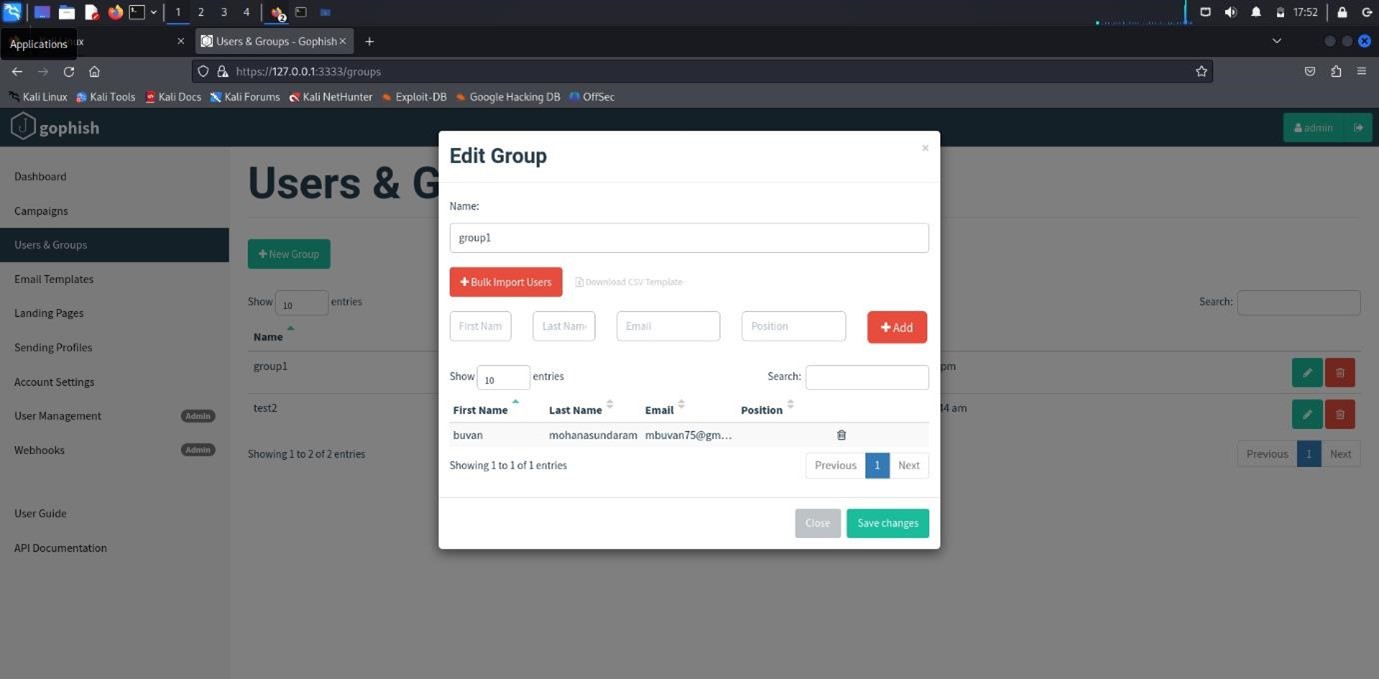 1 2 3 4 2 17:52
Applications
Users & Groups - Gophish
https://127.0.0.1:3333/groups
Kali Linux Kali Tools Kali Docs Kali Forums Kali NetHunter Exploit-DB Google Hacking DB OffSec
gophish admin
Edit Group
Dashboard
Users & G
Campaigns
Name:
Users & Groups
group1
New Group
Email Templates
Bulk Import Users Download CSV Template
Show 10 entries Search:
Landing Pages
First Nam Last Nam Email Position Add
Name
Sending Profiles
group1 pm
Account Settings
Show 10 entries Search:
test2 44 am
First Name Last Name Email Position
User Management Admin
buvan mohanasundaram mbuvan75@gm...
Webhooks Admin
Showing 1 to 2 of 2 entries Previous 1 Next
Showing 1 to 1 of 1 entries Previous 1 Next
User Guide
Close Save changes
API Documentation